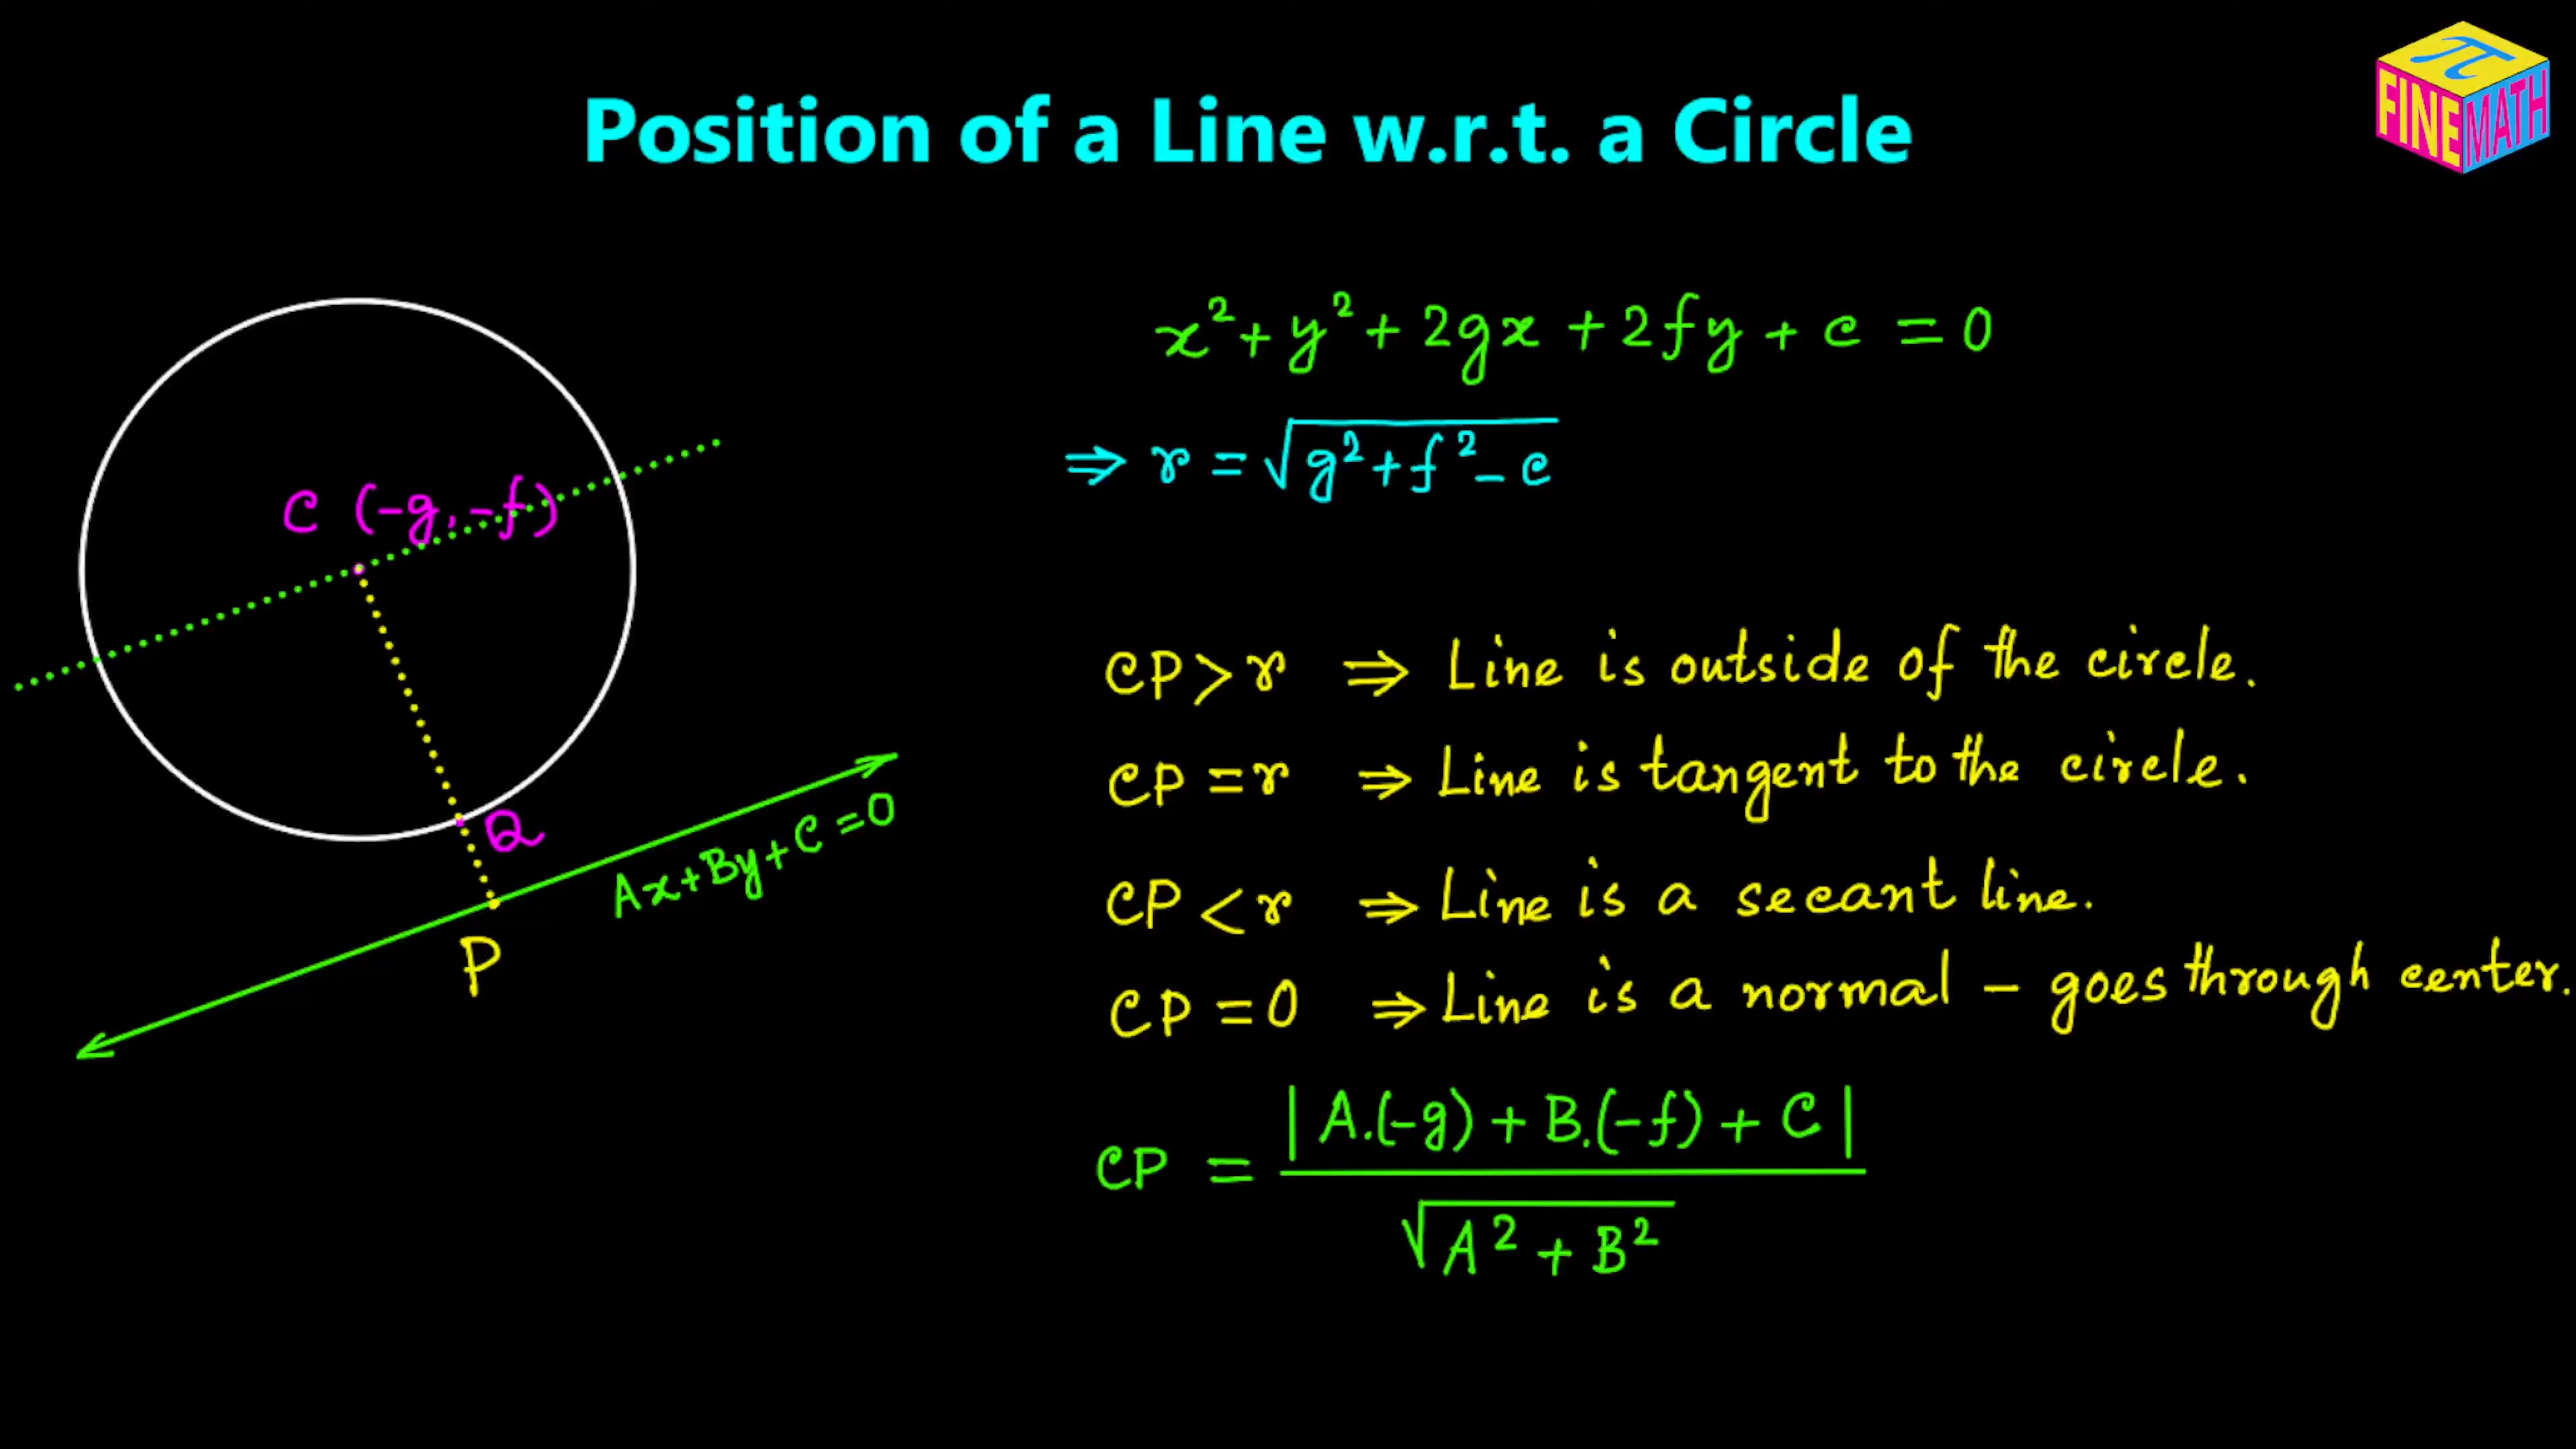 π
FINE MATH
Position of a Line w.r.t. a Circle
x² + y² + 2gx + 2fy + c = 0
⇒ r = √(g² + f² - c)
C (-g, -f)
CP > r ⇒ Line is outside of the circle.
CP = r ⇒ Line is tangent to the circle.
Q
Ax + By + C = 0
CP < r ⇒ Line is a secant line.
P
CP = 0 ⇒ Line is a normal - goes through center.
CP = |A.(-g) + B.(-f) + C| / √(A² + B²)